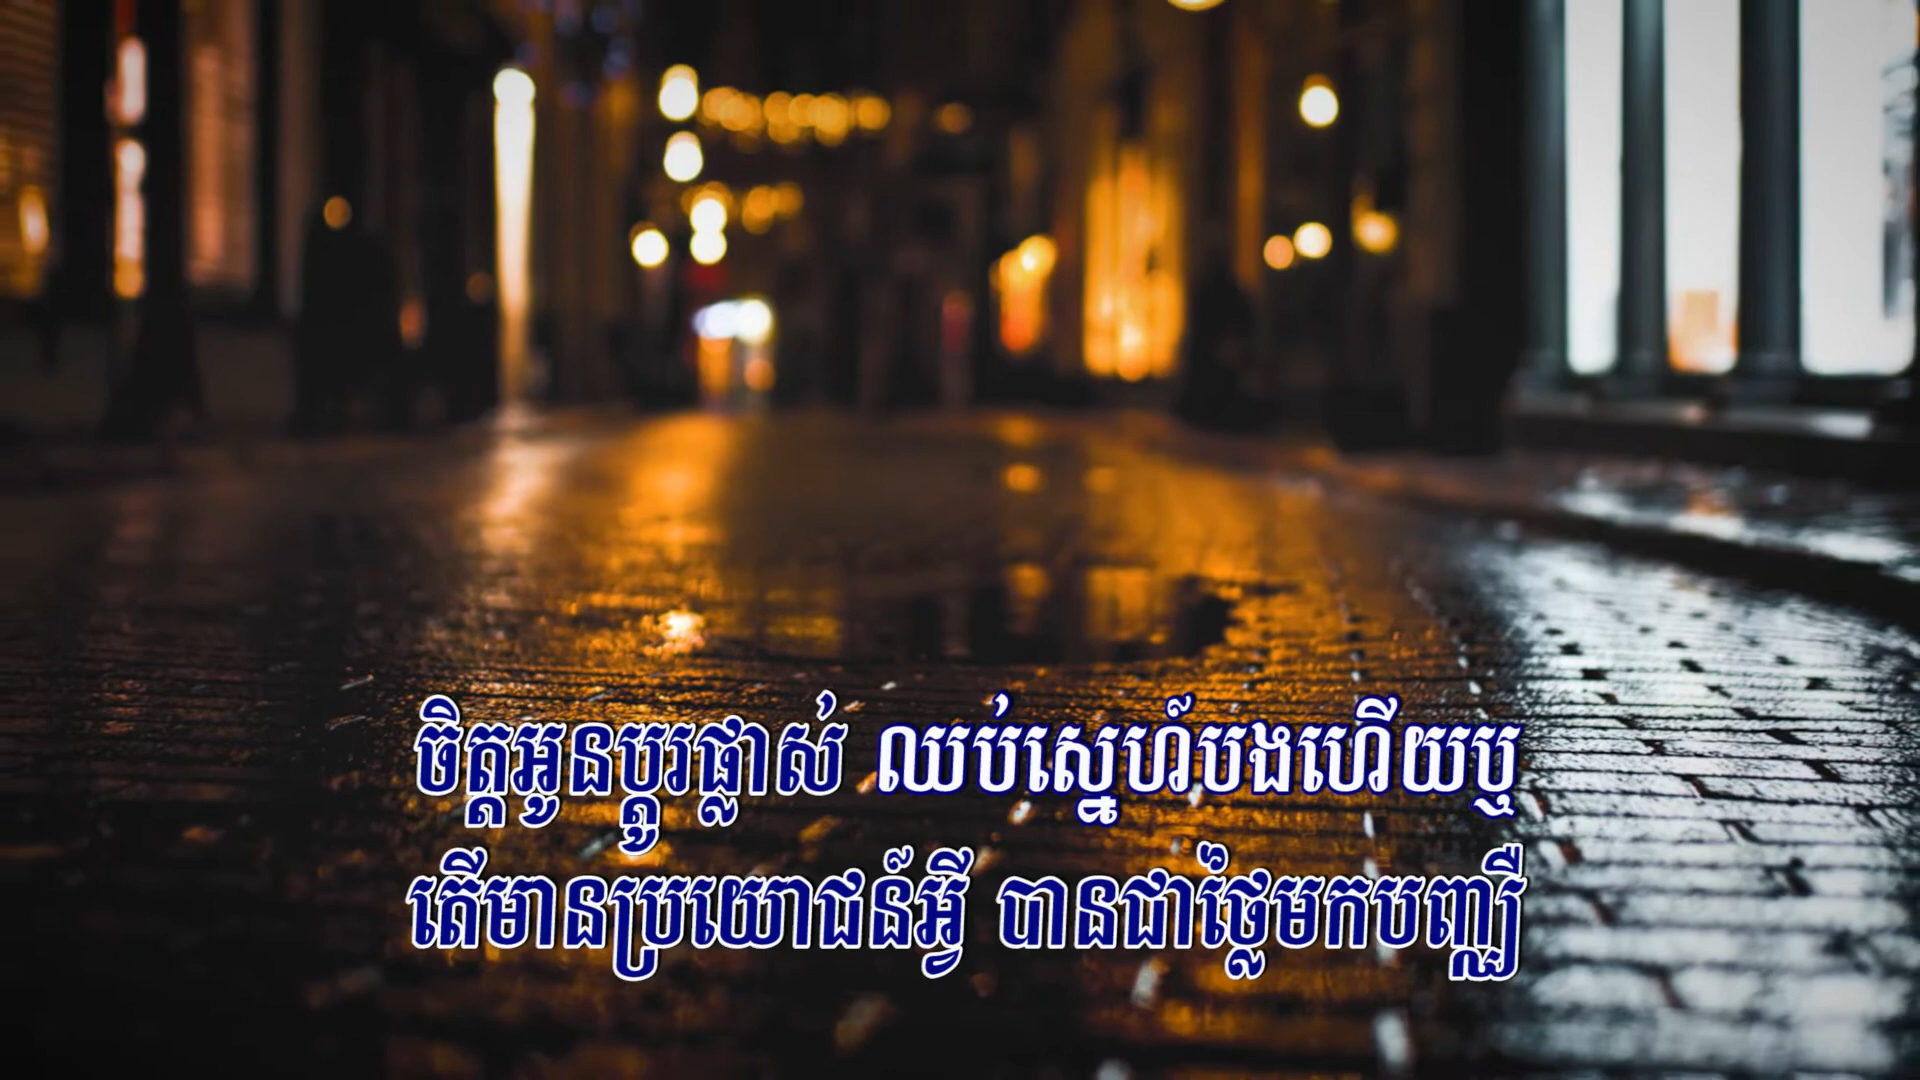 ចិត្តអូនប្ដូរផ្លាស់ ឈប់ស្នេហ៍បងហើយឬ
តើមានប្រយោជន៍អ្វី បានជាថ្លៃមកបញ្ឈឺ